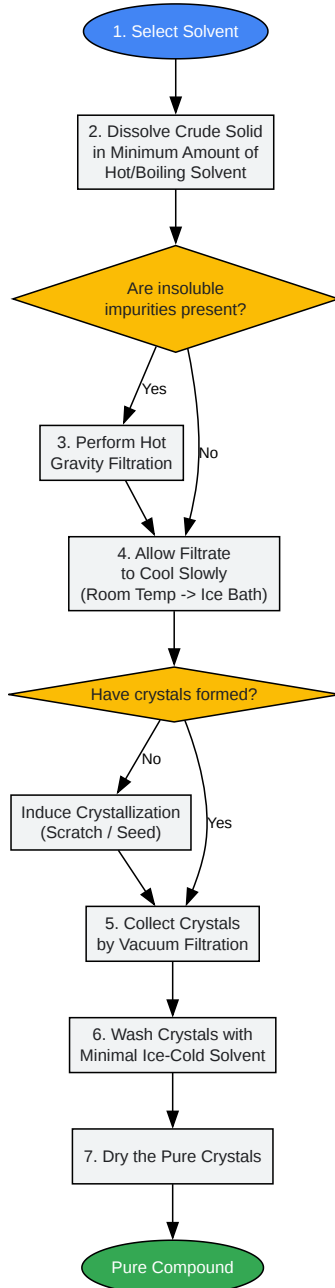 1. Select Solvent
2. Dissolve Crude Solid
in Minimum Amount of
Hot/Boiling Solvent
Are insoluble
impurities present?
Yes
3. Perform Hot
Gravity Filtration
No
4. Allow Filtrate
to Cool Slowly
(Room Temp -> Ice Bath)
Have crystals formed?
No
Induce Crystallization
(Scratch / Seed)
Yes
5. Collect Crystals
by Vacuum Filtration
6. Wash Crystals with
Minimal Ice-Cold Solvent
7. Dry the Pure Crystals
Pure Compound